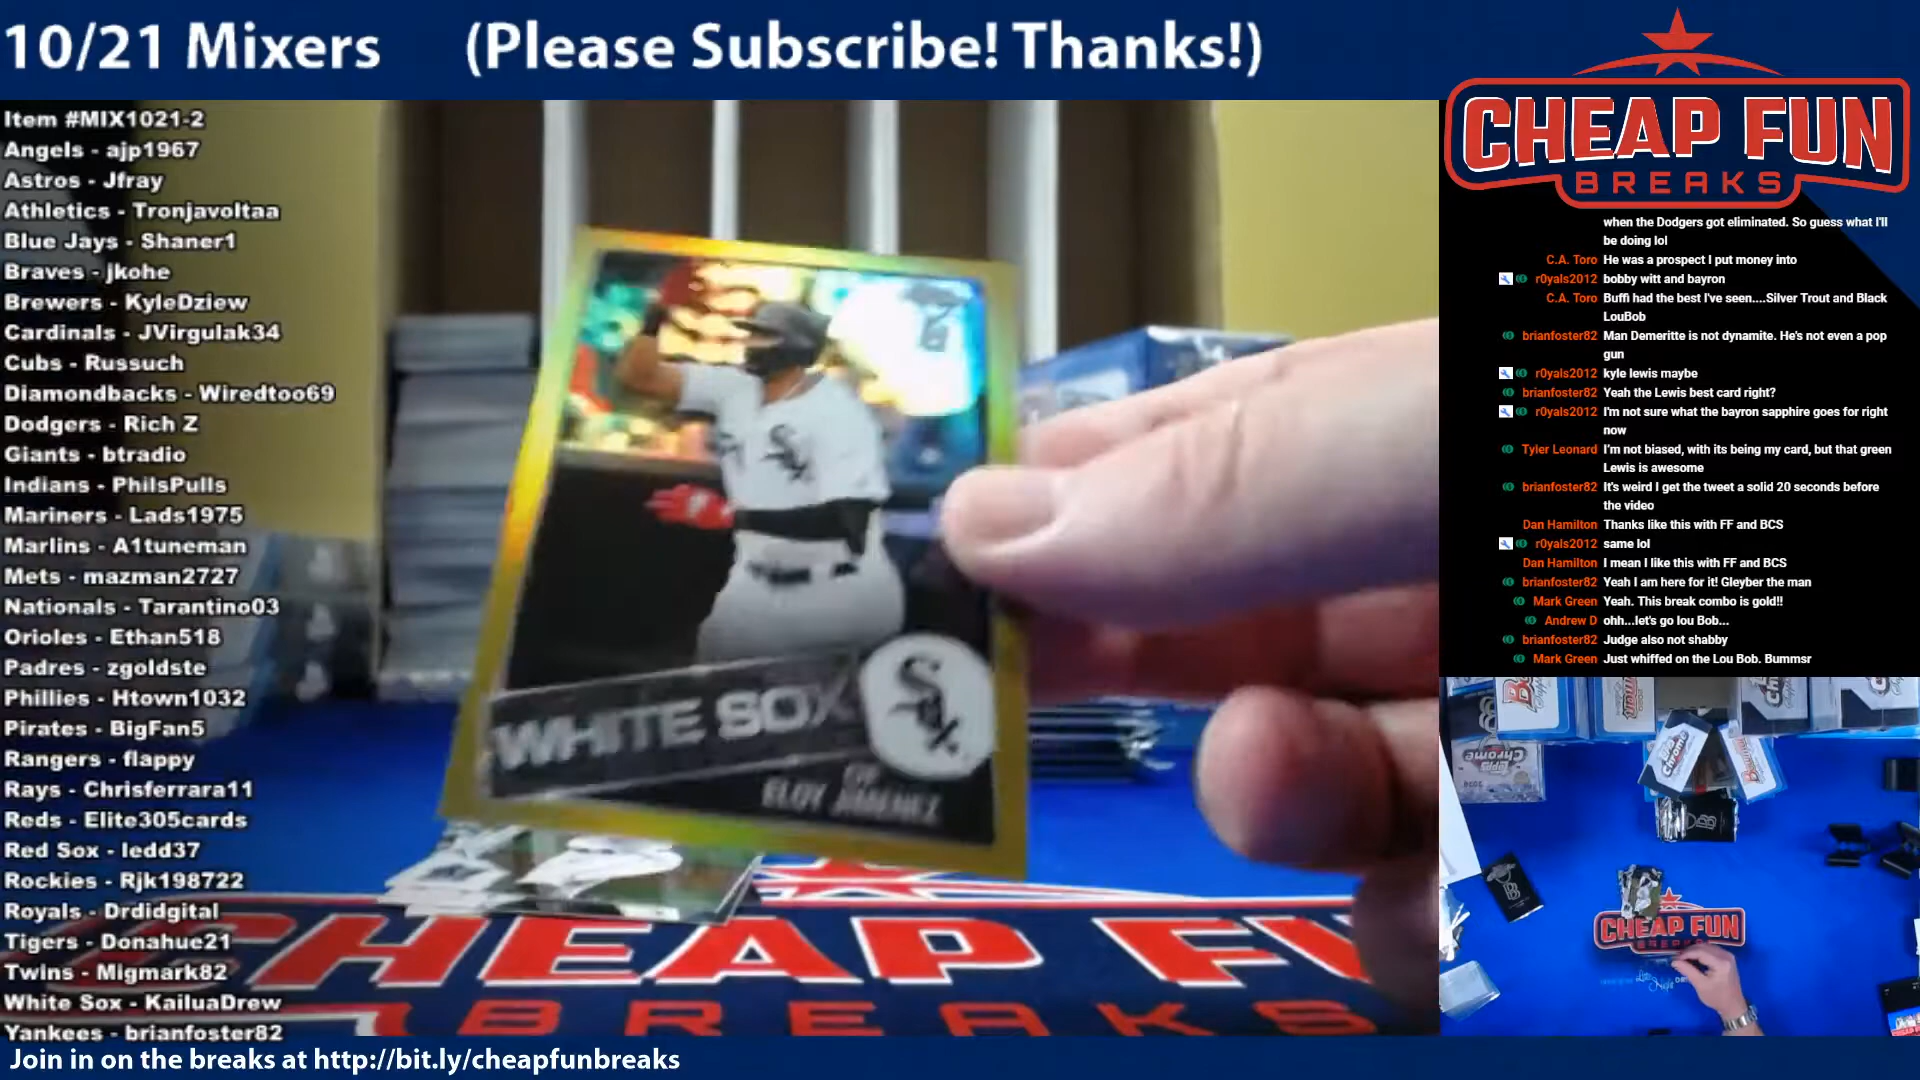 10/21 Mixers (Please Subscribe! Thanks!)
Item #MIX1021-2
Angels - ajp1967
Astros - Jfray
Athletics - Tronjavoltaa
Blue Jays - Shaner1
Braves - jkohe
Brewers - KyleDziew
Cardinals - JVirgulak34
Cubs - Russuch
Diamondbacks - Wiredtoo69
Dodgers - Rich Z
Giants - btradio
Indians - PhilsPulls
Mariners - Lads1975
Marlins - A1tuneman
Mets - mazman2727
Nationals - Tarantino03
Orioles - Ethan518
Padres - zgoldste
Phillies - Htown1032
Pirates - BigFan5
Rangers - flappy
Rays - Chrisferrara11
Reds - Elite305cards
Red Sox - ledd37
Rockies - Rjk198722
Royals - Drdidgital
Tigers - Donahue21
Twins - Migmark82
White Sox - KailuaDrew
Yankees - brianfoster82
WHITE SOX
Sox
OF
ELOY JIMENEZ
CHEAP FU
BREAKS
CHEAP FUN
BREAKS
when the Dodgers got eliminated. So guess what I'll
be doing lol
C.A. Toro He was a prospect I put money into
r0yals2012 bobby witt and bayron
C.A. Toro Buffi had the best I've seen....Silver Trout and Black
LouBob
brianfoster82 Man Demeritte is not dynamite. He's not even a pop
gun
r0yals2012 kyle lewis maybe
brianfoster82 Yeah the Lewis best card right?
r0yals2012 I'm not sure what the bayron sapphire goes for right
now
Tyler Leonard I'm not biased, with its being my card, but that green
Lewis is awesome
brianfoster82 It's weird I get the tweet a solid 20 seconds before
the video
Dan Hamilton Thanks like this with FF and BCS
r0yals2012 same lol
Dan Hamilton I mean I like this with FF and BCS
brianfoster82 Yeah I am here for it! Gleyber the man
Mark Green Yeah. This break combo is gold!!
Andrew D ohh...let's go lou Bob...
brianfoster82 Judge also not shabby
Mark Green Just whiffed on the Lou Bob. Bummsr
CHEAP FUN
BREAKS
Join in on the breaks at http://bit.ly/cheapfunbreaks